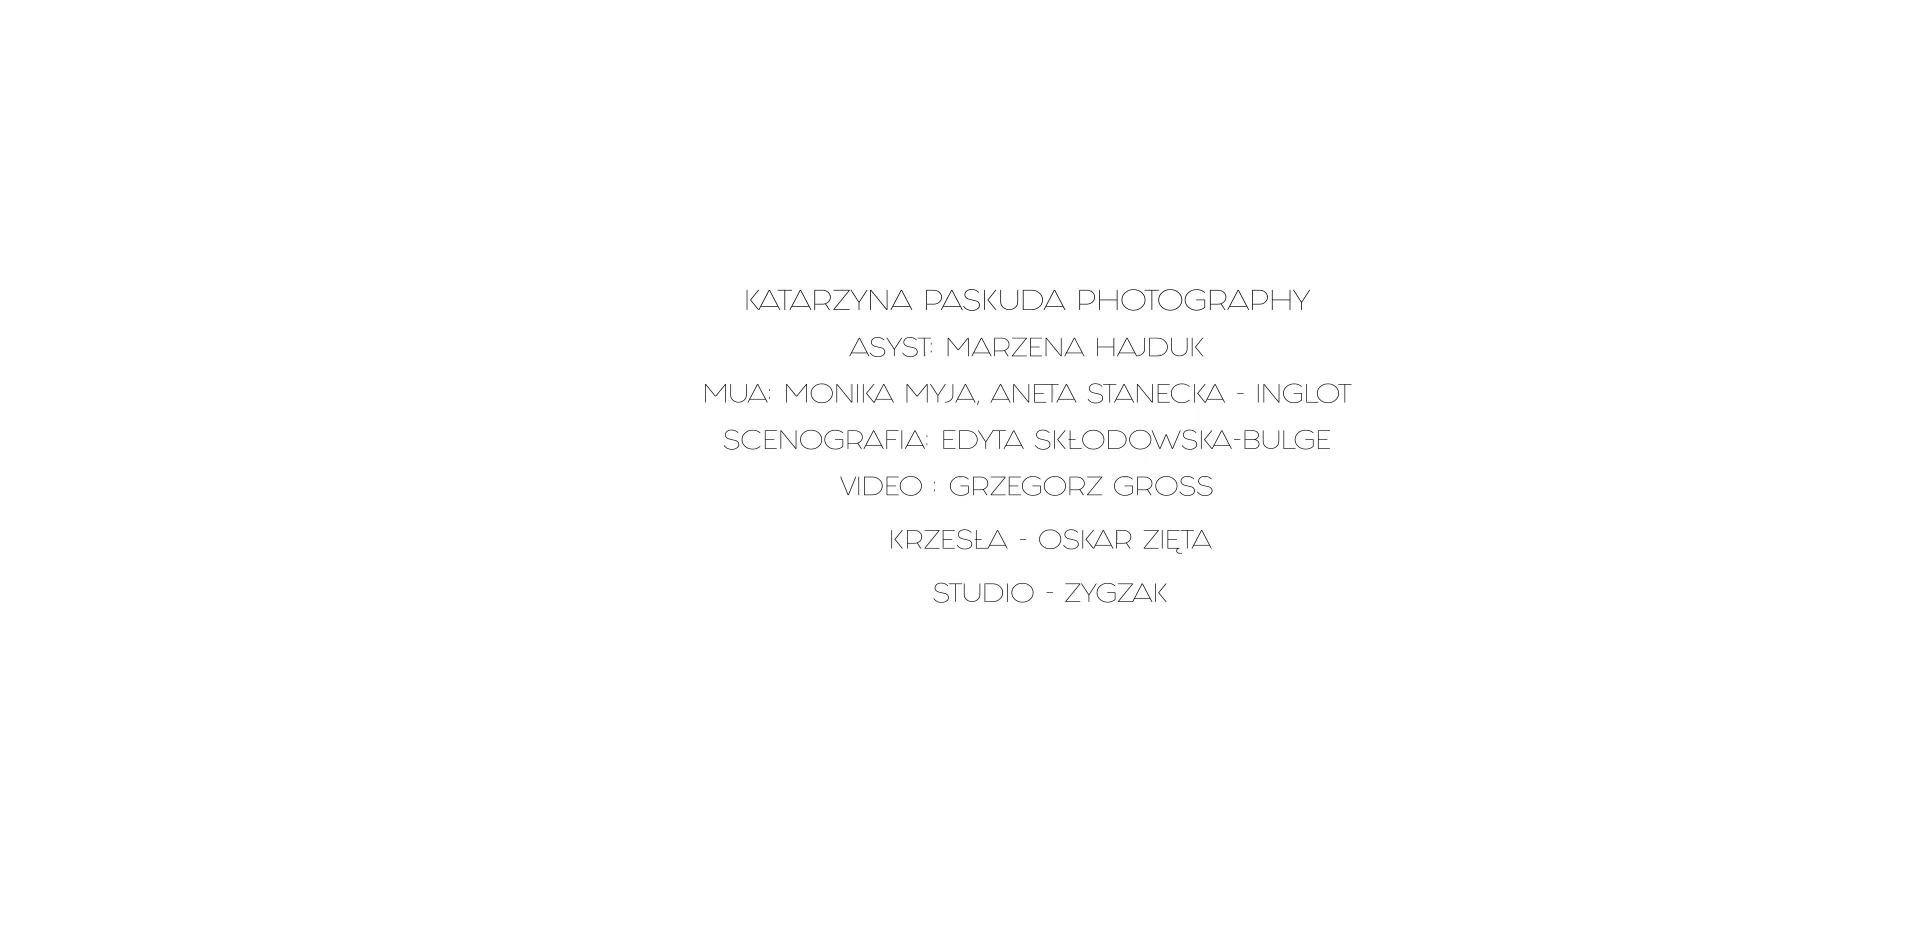 KATARZYNA PASKUDA PHOTOGRAPHY
ASYST: MARZENA HAJDUK
MUA: MONIKA MYJA, ANETA STANECKA - INGLOT
SCENOGRAFIA: EDYTA SKŁODOWSKA-BULGE
VIDEO : GRZEGORZ GROSS
KRZESŁA - OSKAR ZIĘTA
STUDIO - ZYGZAK